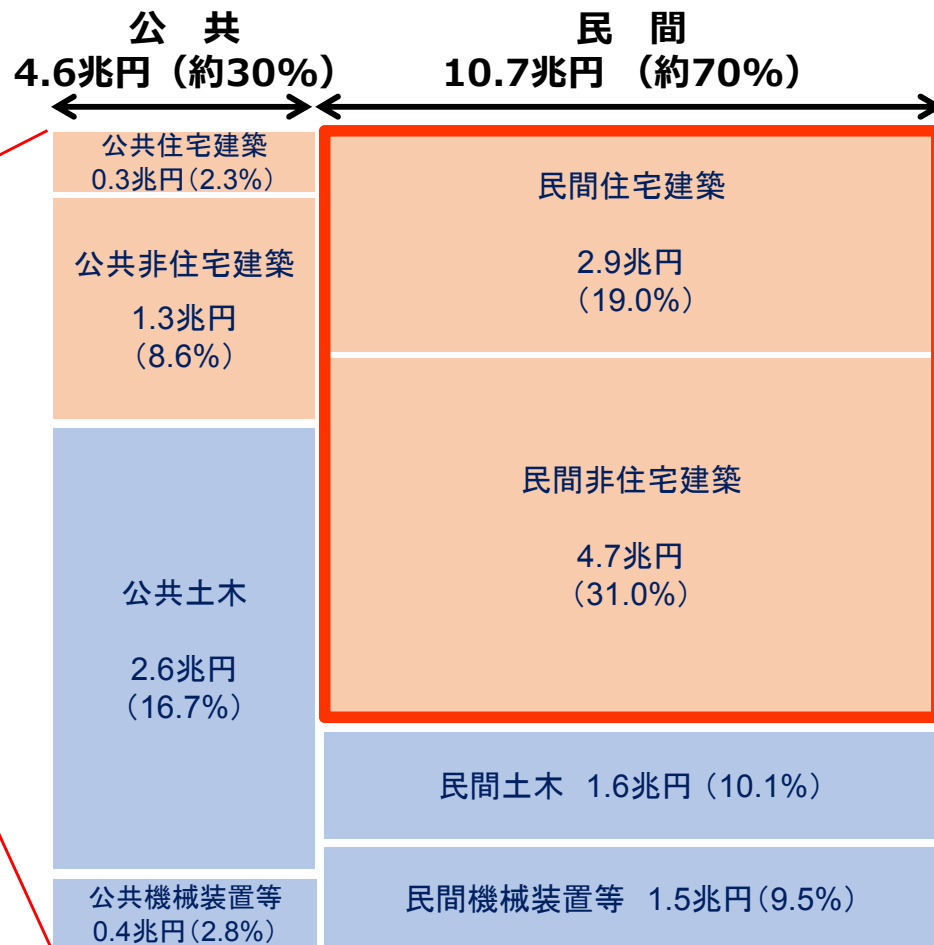 公　共
4.6兆円（約30%）
民　間
10.7兆円 （約70%）
公共住宅建築
0.3兆円（2.3%）
公共非住宅建築
1.3兆円
（8.6%）
公共土木
2.6兆円
（16.7%）
公共機械装置等
0.4兆円（2.8%）
民間住宅建築
2.9兆円
（19.0%）
民間非住宅建築
4.7兆円
（31.0%）
民間土木　1.6兆円（10.1%）
民間機械装置等　1.5兆円（9.5%）